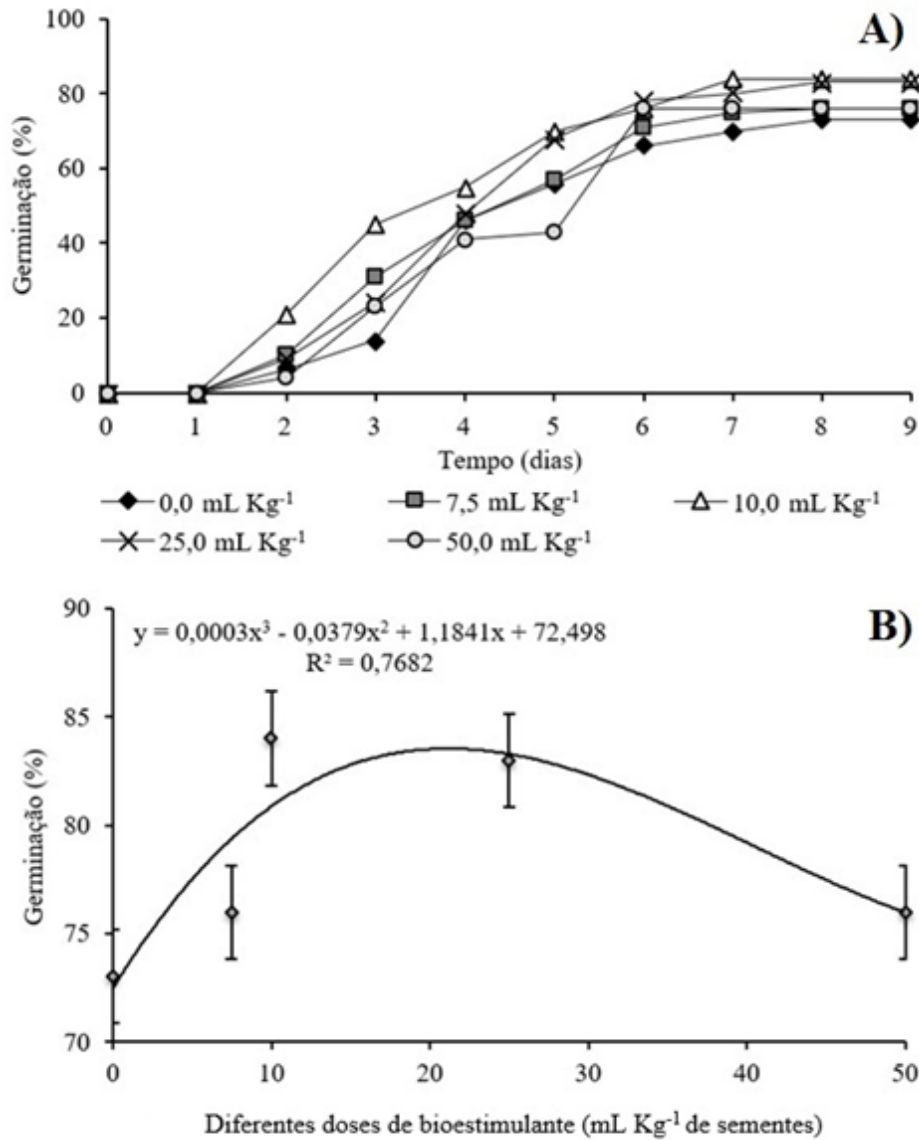 A)
100
80
60
40
20
0
Germinação (%)
0 1 2 3 4 5 6 7 8 9
Tempo (dias)
0,0 mL Kg⁻¹ 7,5 mL Kg⁻¹ 10,0 mL Kg⁻¹
25,0 mL Kg⁻¹ 50,0 mL Kg⁻¹
B)
y = 0,0003x³ - 0,0379x² + 1,1841x + 72,498
R² = 0,7682
90
85
80
75
70
Germinação (%)
0 10 20 30 40 50
Diferentes doses de bioestimulante (mL Kg⁻¹ de sementes)